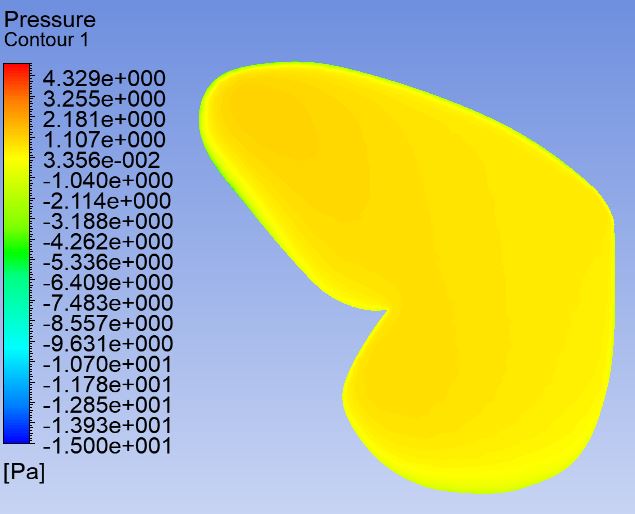 Pressure
Contour 1
4.329e+000
3.255e+000
2.181e+000
1.107e+000
3.356e-002
-1.040e+000
-2.114e+000
-3.188e+000
-4.262e+000
-5.336e+000
-6.409e+000
-7.483e+000
-8.557e+000
-9.631e+000
-1.070e+001
-1.178e+001
-1.285e+001
-1.393e+001
-1.500e+001
[Pa]